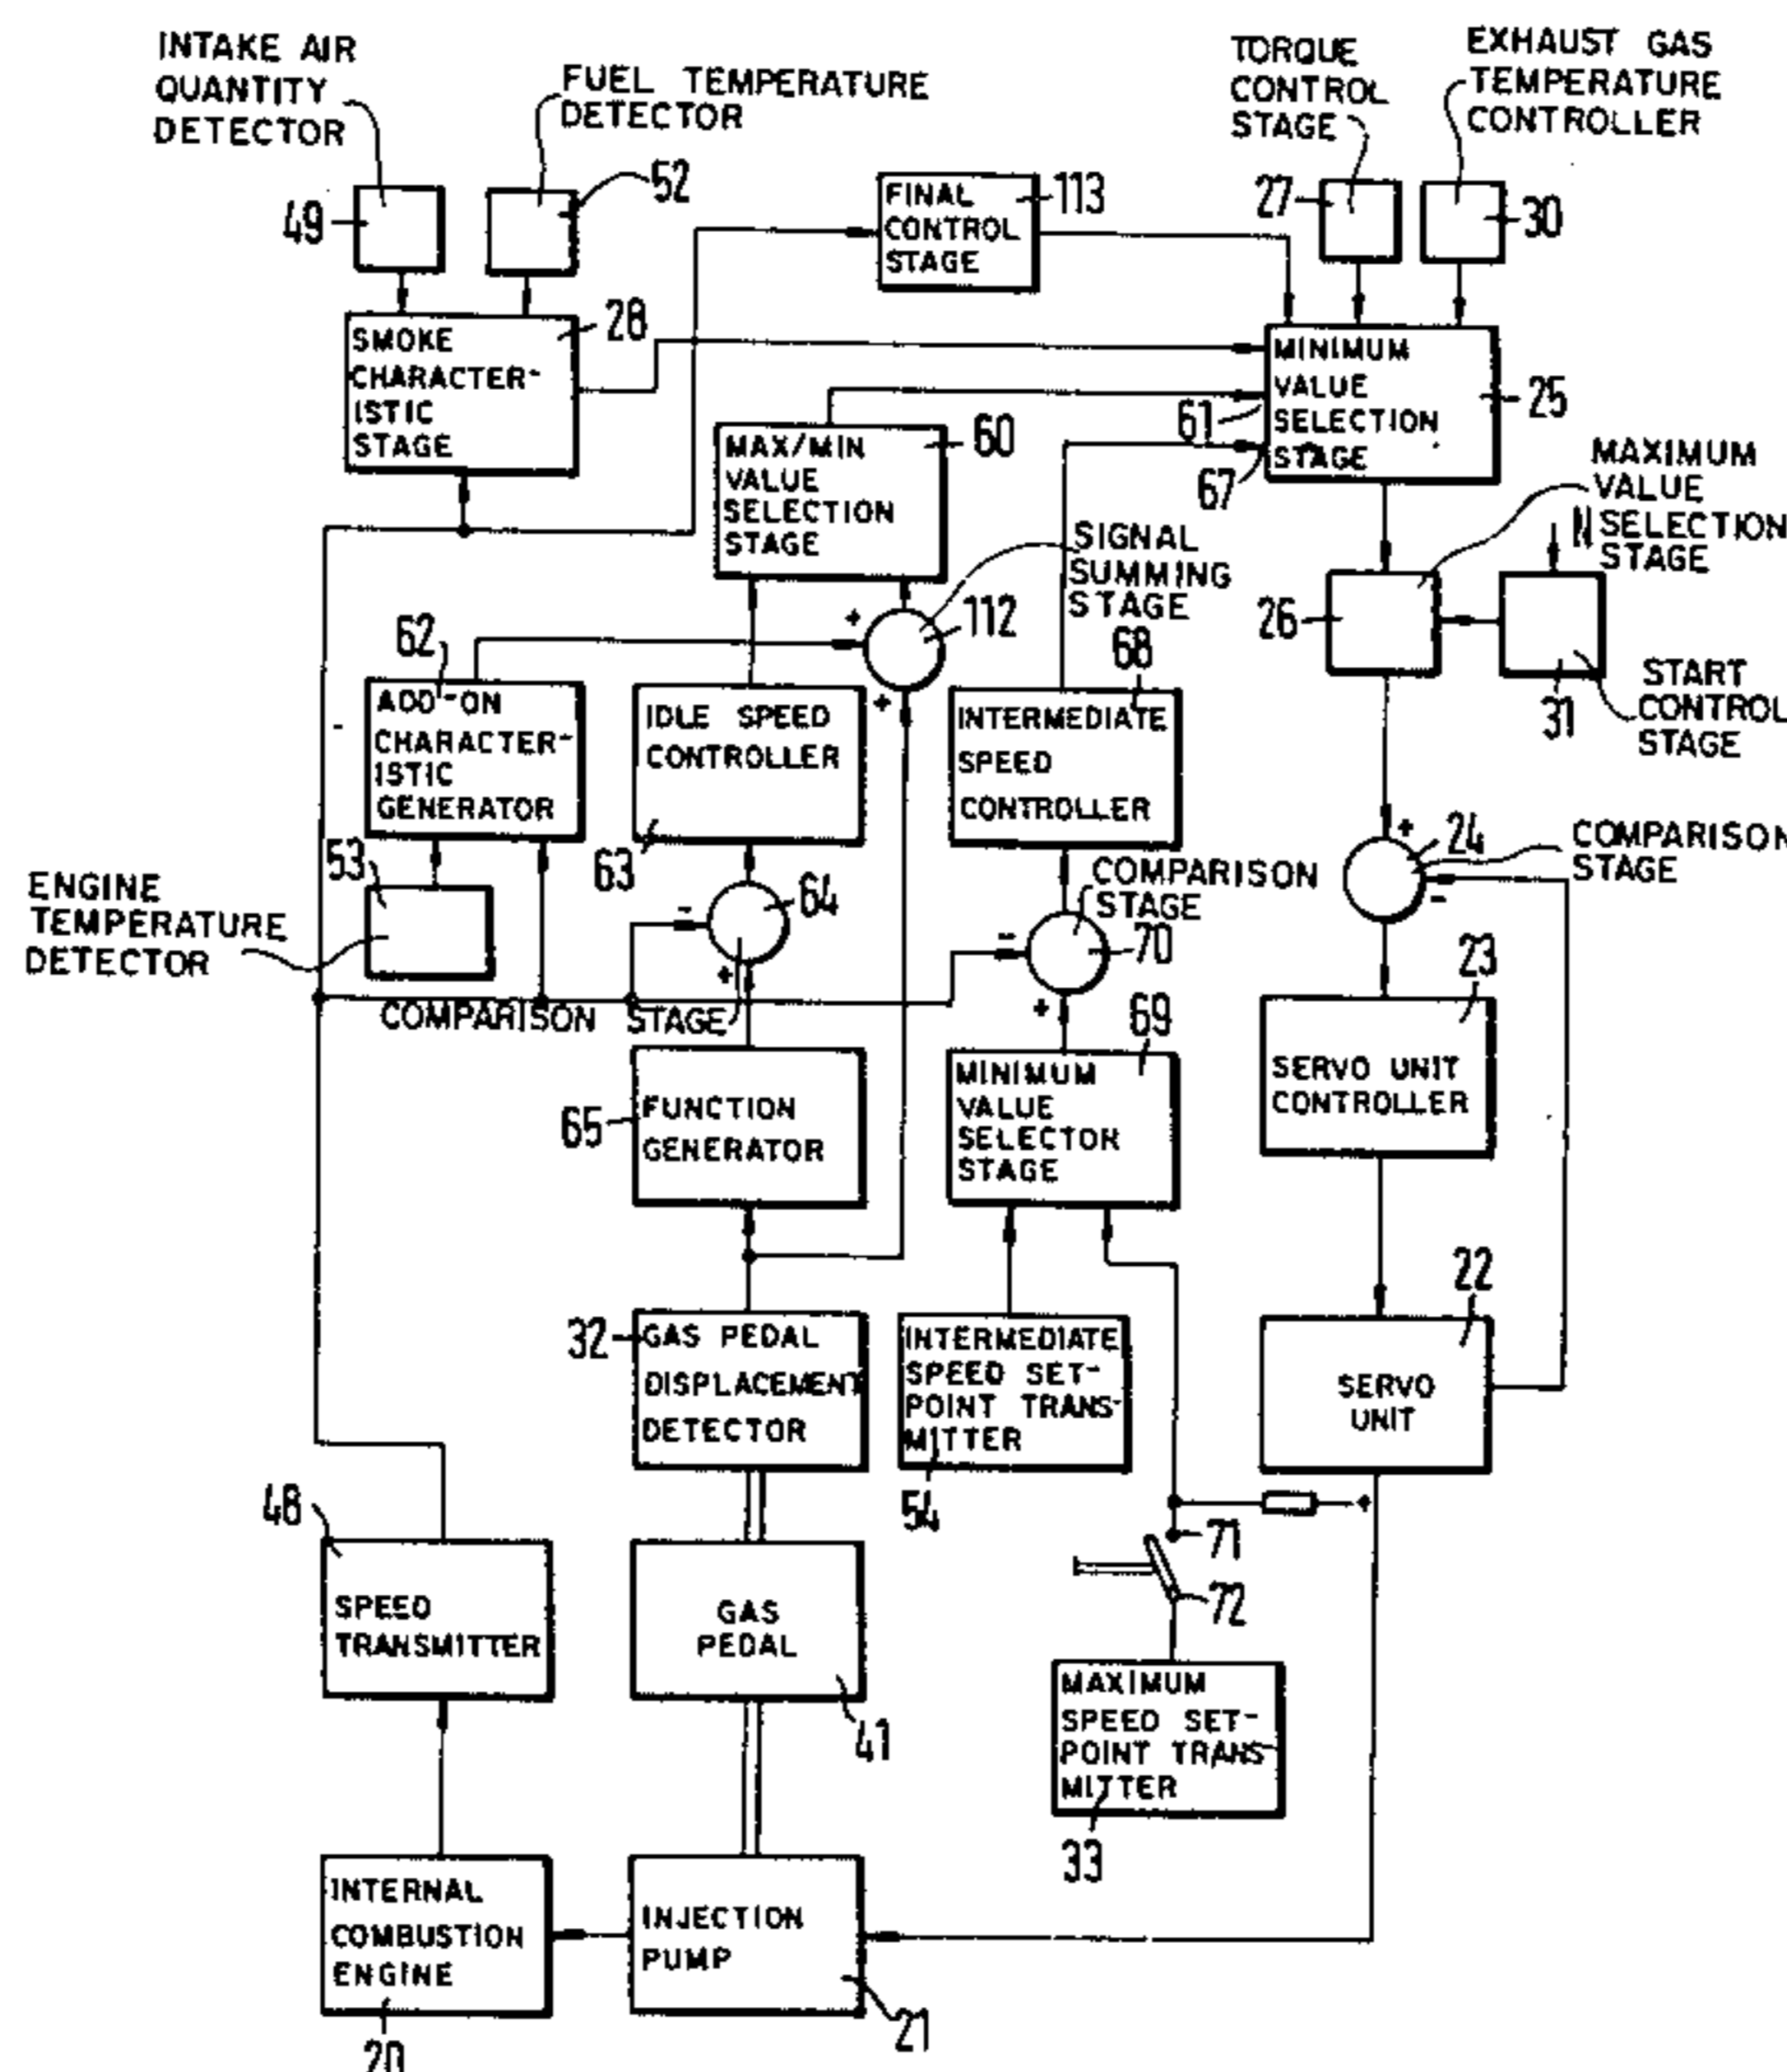 INTAKE AIR
QUANTITY
DETECTOR
FUEL TEMPERATURE
DETECTOR
TORQUE
CONTROL
STAGE
EXHAUST GAS
TEMPERATURE
CONTROLLER
49
52
FINAL
CONTROL
STAGE
113
27
30
SMOKE
CHARACTER-
ISTIC
STAGE
28
MINIMUM
VALUE
SELECTION
STAGE
25
61
67
MAX/MIN
VALUE
SELECTION
STAGE
60
MAXIMUM
VALUE
SELECTION
STAGE
N
SIGNAL
SUMMING
STAGE
+
112
+
26
31
START
CONTROL
STAGE
62
ADD-ON
CHARACTER-
ISTIC
GENERATOR
IDLE SPEED
CONTROLLER
63
68
INTERMEDIATE
SPEED
CONTROLLER
53
ENGINE
TEMPERATURE
DETECTOR
-
64
+
COMPARISON STAGE
COMPARISON
STAGE
-
70
+
+
24
-
COMPARISON
STAGE
23
SERVO UNIT
CONTROLLER
65
FUNCTION
GENERATOR
69
MINIMUM
VALUE
SELECTOR
STAGE
32
GAS PEDAL
DISPLACEMENT
DETECTOR
INTERMEDIATE
SPEED SET-
POINT TRANS-
MITTER
54
22
SERVO
UNIT
48
SPEED
TRANSMITTER
GAS
PEDAL
41
+
71
72
MAXIMUM
SPEED SET-
POINT TRANS-
MITTER
33
INTERNAL
COMBUSTION
ENGINE
20
INJECTION
PUMP
21